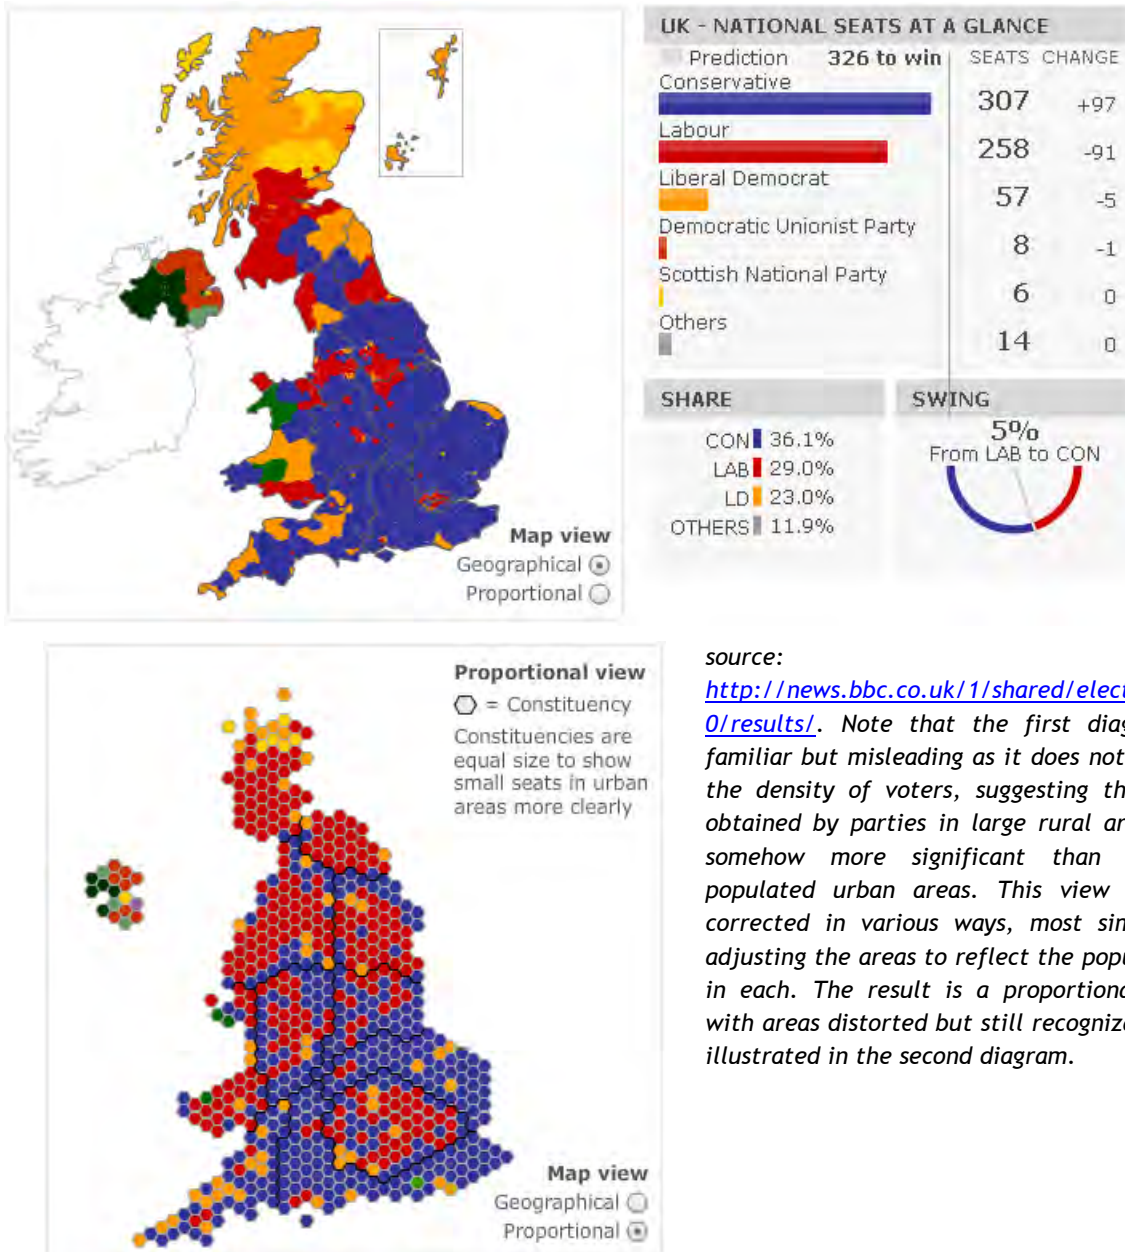 UK - NATIONAL SEATS AT A GLANCE
Prediction 326 to win SEATS CHANGE
Conservative 307 +97
Labour 258 -91
Liberal Democrat 57 -5
Democratic Unionist Party 8 -1
Scottish National Party 6 0
Others 14 0
SHARE
CON 36.1%
LAB 29.0%
LD 23.0%
OTHERS 11.9%
SWING
5%
From LAB to CON
Map view
Geographical
Proportional
Proportional view
= Constituency
Constituencies are
equal size to show
small seats in urban
areas more clearly
Map view
Geographical
Proportional
source:
http://news.bbc.co.uk/1/shared/elect
0/results/. Note that the first diag
familiar but misleading as it does not
the density of voters, suggesting th
obtained by parties in large rural ar
somehow more significant than
populated urban areas. This view
corrected in various ways, most sim
adjusting the areas to reflect the popu
in each. The result is a proportiona
with areas distorted but still recogniza
illustrated in the second diagram.